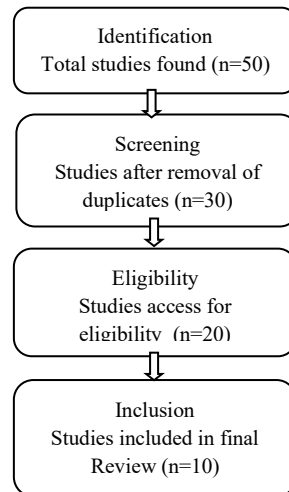 Identification
Total studies found (n=50)
Screening
Studies after removal of
duplicates (n=30)
Eligibility
Studies access for
eligibility (n=20)
Inclusion
Studies included in final
Review (n=10)